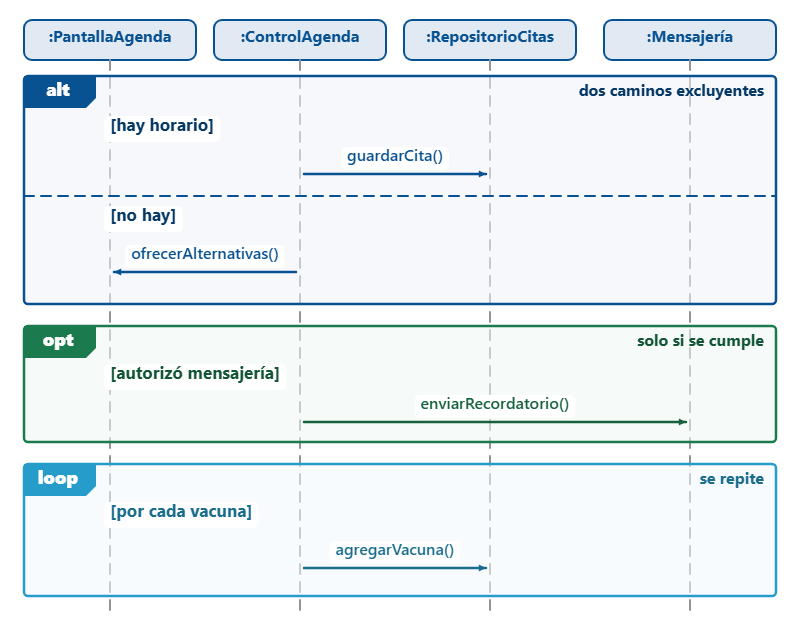 :PantallaAgenda
:ControlAgenda
:RepositorioCitas
:Mensajería
alt
dos caminos excluyentes
[hay horario]
guardarCita()
[no hay]
ofrecerAlternativas()
opt
solo si se cumple
[autorizó mensajería]
enviarRecordatorio()
loop
se repite
[por cada vacuna]
agregarVacuna()